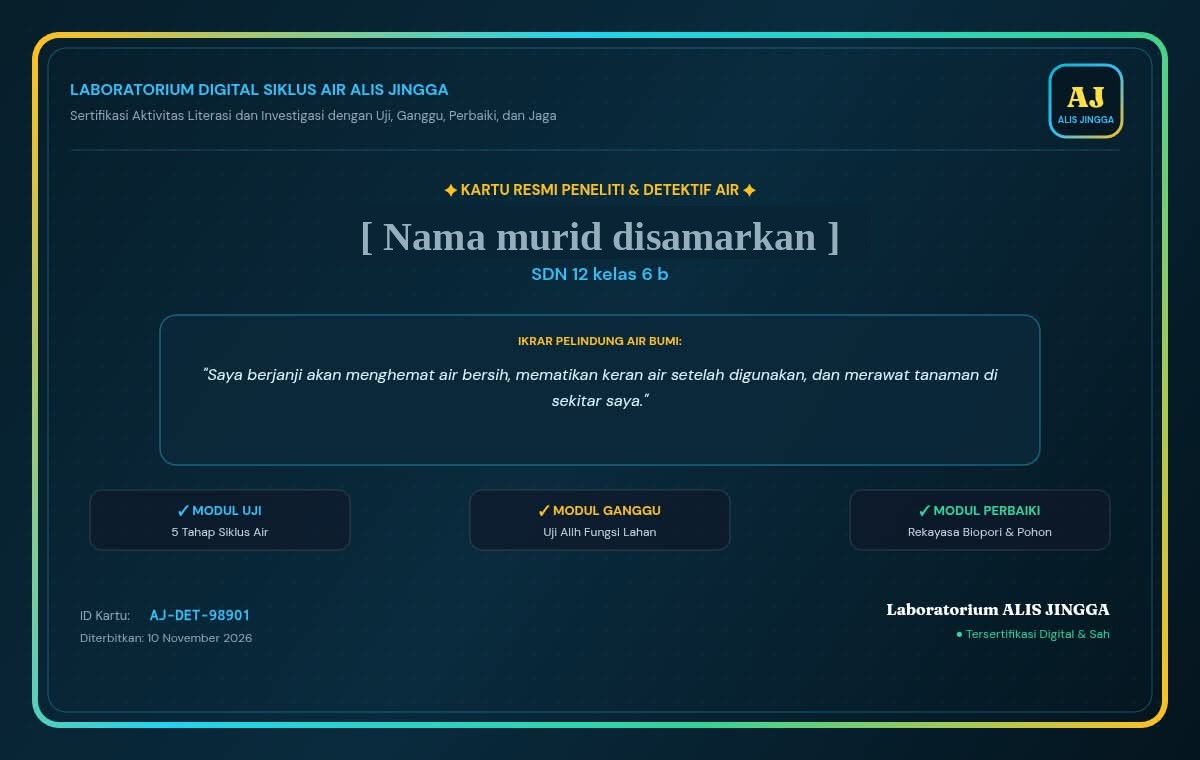 LABORATORIUM DIGITAL SIKLUS AIR ALIS JINGGA
Sertifikasi Aktivitas Literasi dan Investigasi dengan Uji, Ganggu, Perbaiki, dan Jaga
AJ
ALIS JINGGA
✦ KARTU RESMI PENELITI & DETEKTIF AIR ✦
[ Nama murid disamarkan ]
SDN 12 kelas 6 b
IKRAR PELINDUNG AIR BUMI:
"Saya berjanji akan menghemat air bersih, mematikan keran air setelah digunakan, dan merawat tanaman di
sekitar saya."
✓ MODUL UJI
5 Tahap Siklus Air
✓ MODUL GANGGU
Uji Alih Fungsi Lahan
✓ MODUL PERBAIKI
Rekayasa Biopori & Pohon
ID Kartu: AJ-DET-98901
Diterbitkan: 10 November 2026
Laboratorium ALIS JINGGA
● Tersertifikasi Digital & Sah